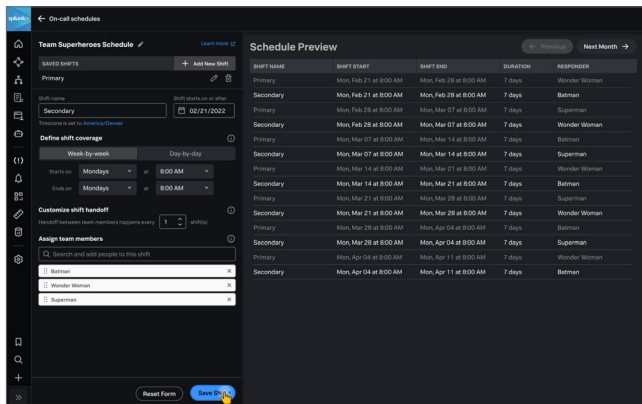 splunk>
← On-call schedules
Team Superheroes Schedule
Learn more
SAVED SHIFTS
+ Add New Shift
Primary
Shift name
Shift starts on or after
Secondary
02/21/2022
Timezone is set to America/Denver
Define shift coverage
Week-by-week
Day-by-day
Starts on
Mondays
at
8:00 AM
Ends on
Mondays
at
8:00 AM
Customize shift handoff
Handoff between team members happens every 1 shift(s)
Assign team members
Search and add people to this shift
Batman ×
Wonder Woman ×
Superman ×
Reset Form
Save Shift
Schedule Preview
← Previous
Next Month →
SHIFT NAME SHIFT START SHIFT END DURATION RESPONDER
Primary Mon, Feb 21 at 8:00 AM Mon, Feb 28 at 8:00 AM 7 days Wonder Woman
Secondary Mon, Feb 21 at 8:00 AM Mon, Feb 28 at 8:00 AM 7 days Batman
Primary Mon, Feb 28 at 8:00 AM Mon, Mar 07 at 8:00 AM 7 days Superman
Secondary Mon, Feb 28 at 8:00 AM Mon, Mar 07 at 8:00 AM 7 days Wonder Woman
Primary Mon, Mar 07 at 8:00 AM Mon, Mar 14 at 8:00 AM 7 days Batman
Secondary Mon, Mar 07 at 8:00 AM Mon, Mar 14 at 8:00 AM 7 days Superman
Primary Mon, Mar 14 at 8:00 AM Mon, Mar 21 at 8:00 AM 7 days Wonder Woman
Secondary Mon, Mar 14 at 8:00 AM Mon, Mar 21 at 8:00 AM 7 days Batman
Primary Mon, Mar 21 at 8:00 AM Mon, Mar 28 at 8:00 AM 7 days Superman
Secondary Mon, Mar 21 at 8:00 AM Mon, Mar 28 at 8:00 AM 7 days Wonder Woman
Primary Mon, Mar 28 at 8:00 AM Mon, Apr 04 at 8:00 AM 7 days Batman
Secondary Mon, Mar 28 at 8:00 AM Mon, Apr 04 at 8:00 AM 7 days Superman
Primary Mon, Apr 04 at 8:00 AM Mon, Apr 11 at 8:00 AM 7 days Wonder Woman
Secondary Mon, Apr 04 at 8:00 AM Mon, Apr 11 at 8:00 AM 7 days Batman